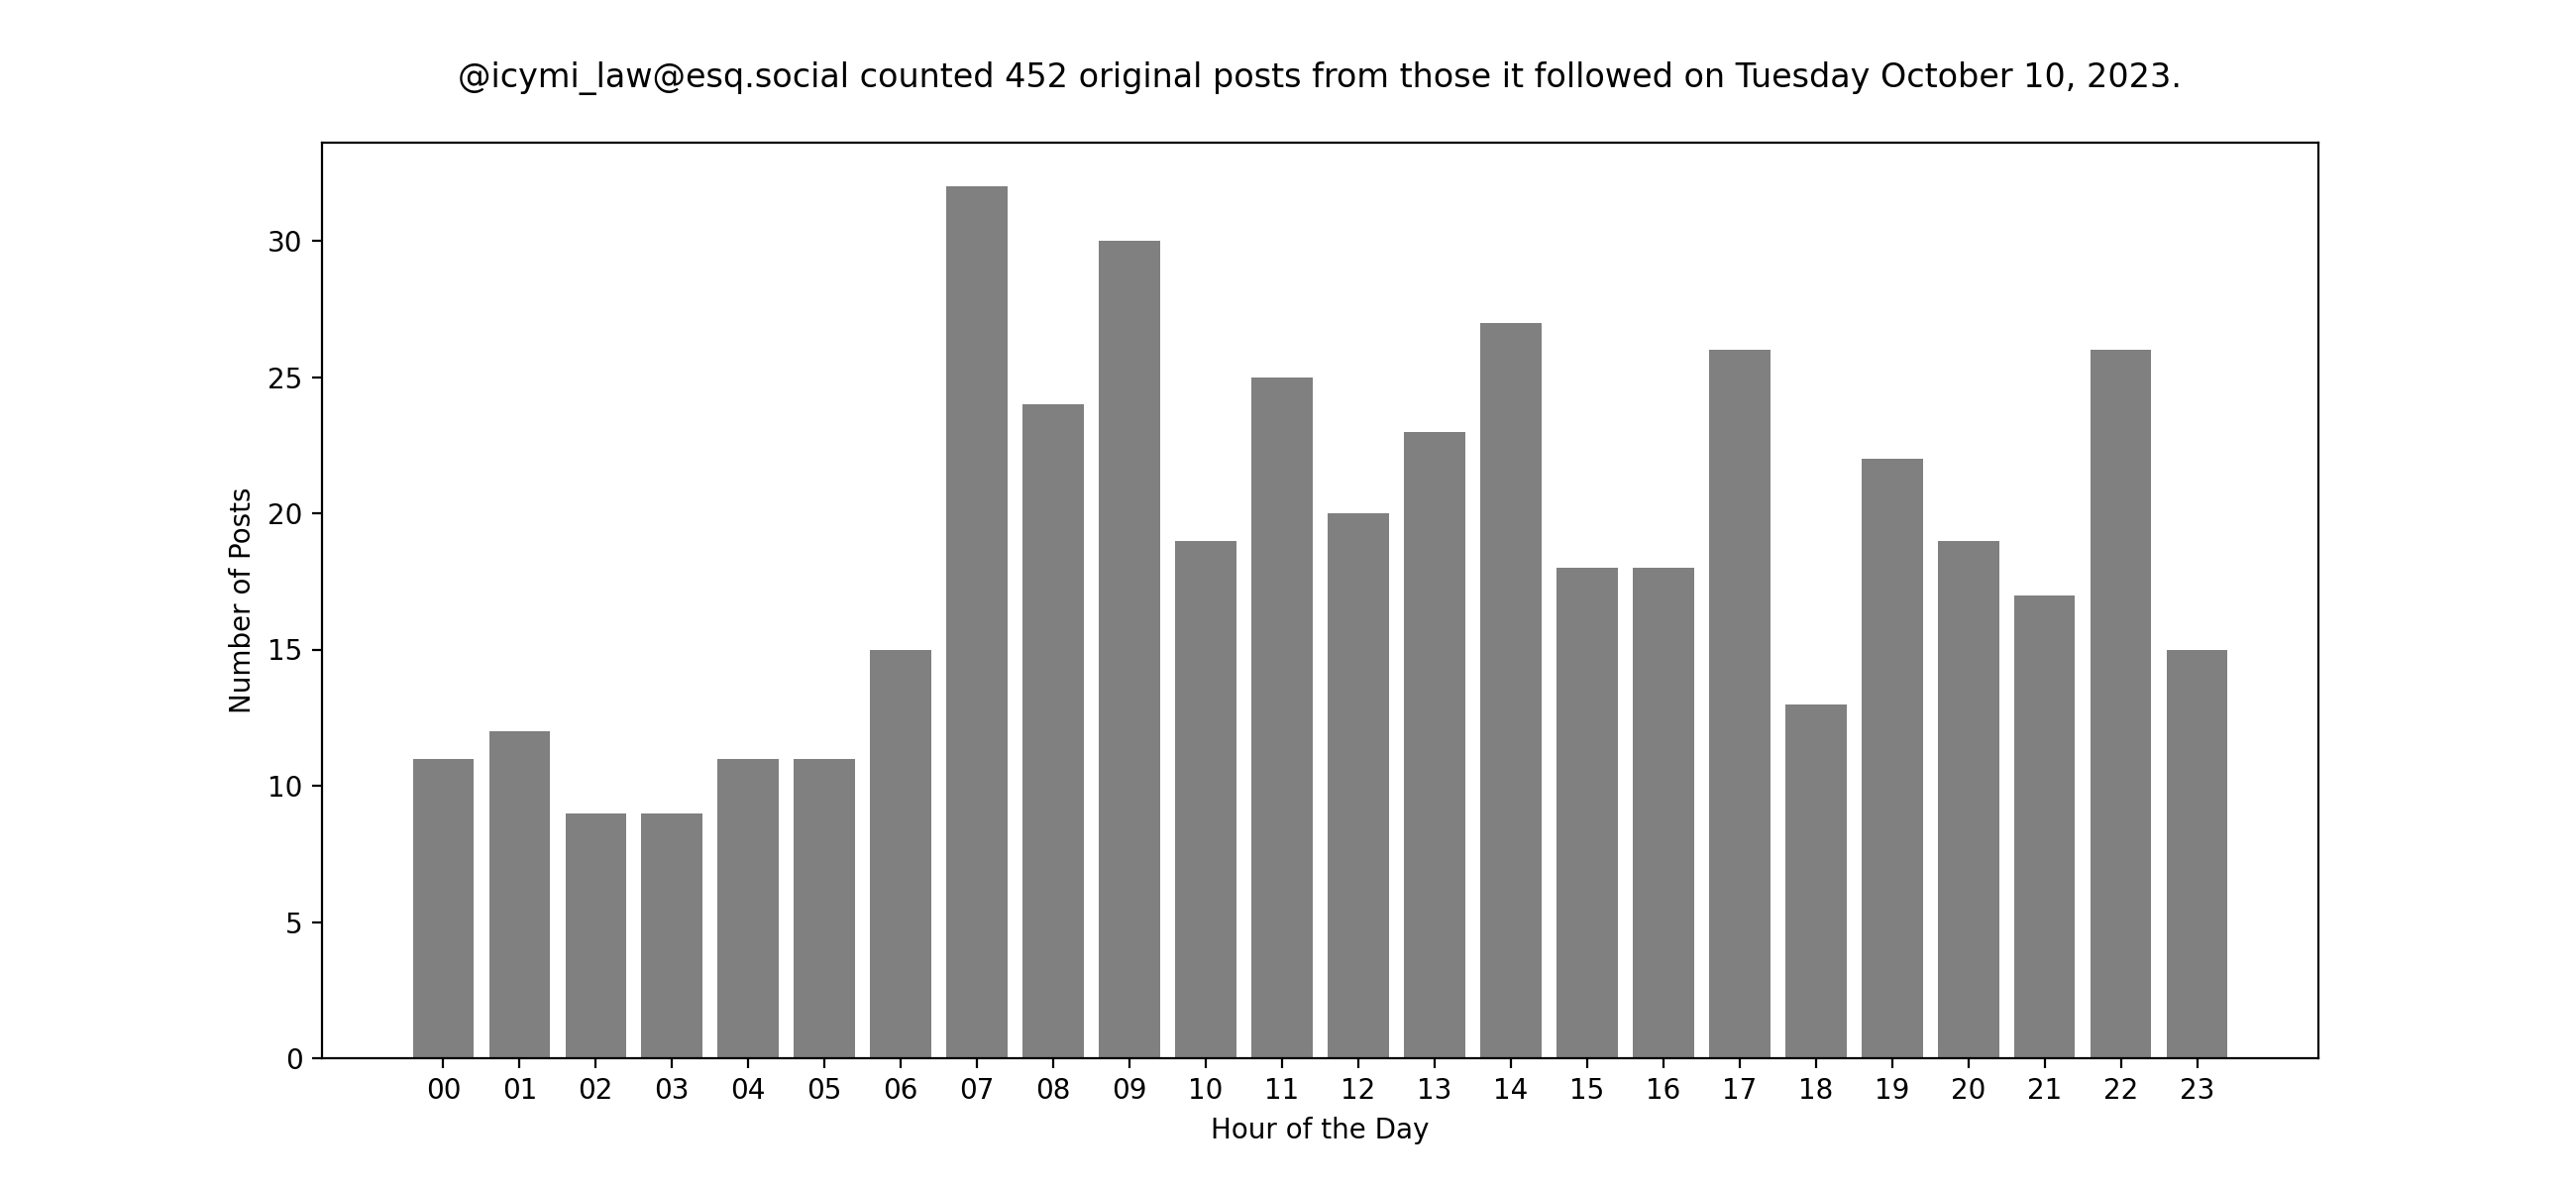 @icymi_law@esq.social counted 452 original posts from those it followed on Tuesday October 10, 2023.
Number of Posts
30
25
20
15
10
5
0
00 01 02 03 04 05 06 07 08 09 10 11 12 13 14 15 16 17 18 19 20 21 22 23
Hour of the Day